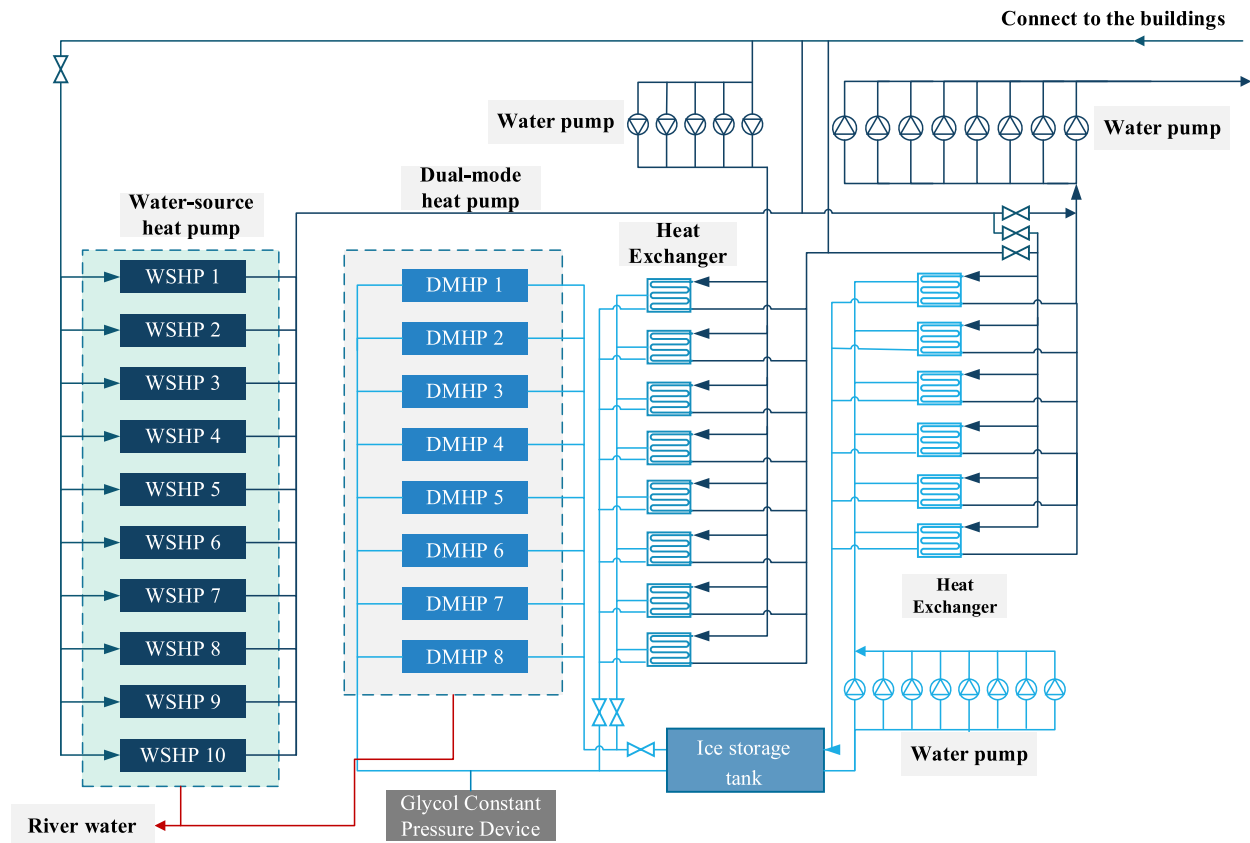 Connect to the buildings
Water pump
Water pump
Dual-mode
heat pump
Water-source
heat pump
Heat
Exchanger
WSHP 1
WSHP 2
WSHP 3
WSHP 4
WSHP 5
WSHP 6
WSHP 7
WSHP 8
WSHP 9
WSHP 10
DMHP 1
DMHP 2
DMHP 3
DMHP 4
DMHP 5
DMHP 6
DMHP 7
DMHP 8
Heat
Exchanger
Water pump
Ice storage
tank
Glycol Constant
Pressure Device
River water